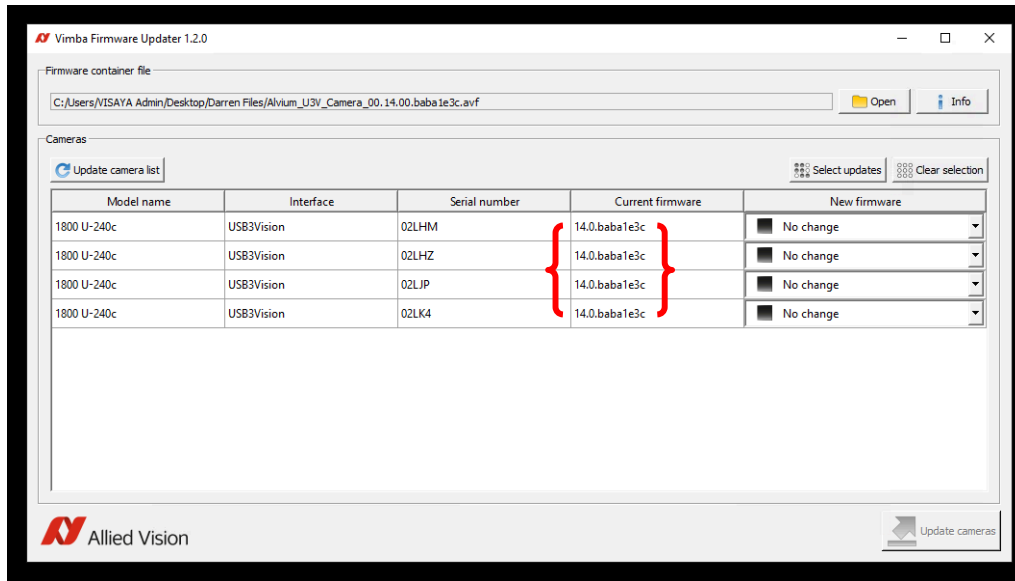 Vimba Firmware Updater 1.2.0
Firmware container file
C:/Users/VISAYA Admin/Desktop/Darren Files/Alvium_U3V_Camera_00.14.00.baba1e3c.avf Open Info
Cameras
Update camera list Select updates Clear selection
Model name Interface Serial number Current firmware New firmware
1800 U-240c USB3Vision 02LHM 14.0.baba1e3c No change
1800 U-240c USB3Vision 02LHZ 14.0.baba1e3c No change
1800 U-240c USB3Vision 02LJP 14.0.baba1e3c No change
1800 U-240c USB3Vision 02LK4 14.0.baba1e3c No change
Allied Vision Update cameras